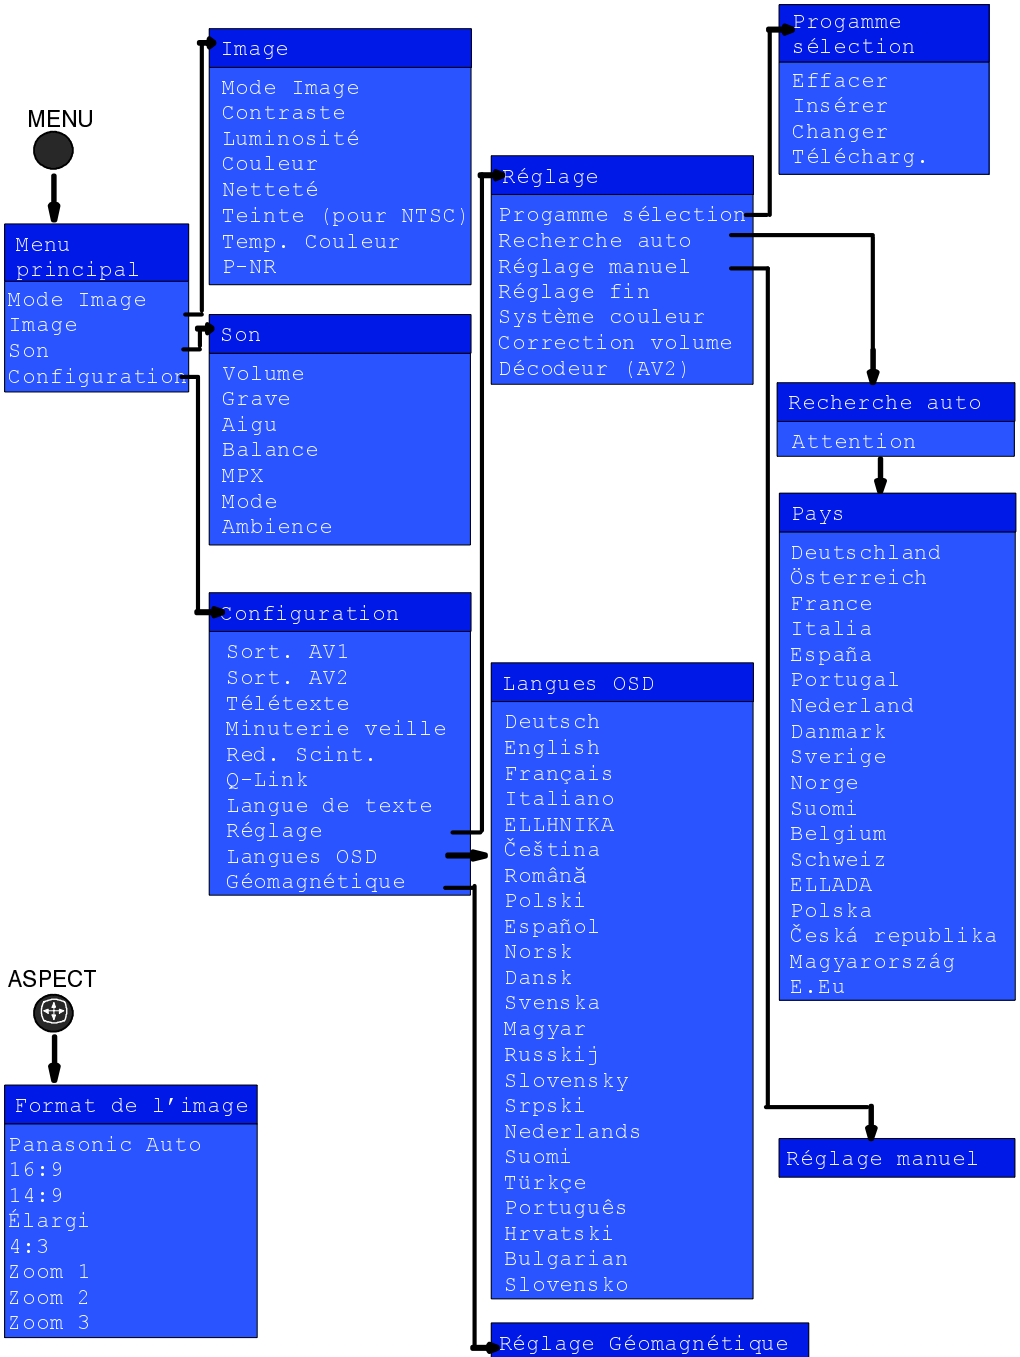 MENU
Menu
principal
Mode Image
Image
Son
Configuration
Image
Mode Image
Contraste
Luminosité
Couleur
Netteté
Teinte (pour NTSC)
Temp. Couleur
P-NR
Son
Volume
Grave
Aigu
Balance
MPX
Mode
Ambience
Configuration
Sort. AV1
Sort. AV2
Télétexte
Minuterie veille
Red. Scint.
Q-Link
Langue de texte
Réglage
Langues OSD
Géomagnétique
Réglage
Progamme sélection
Recherche auto
Réglage manuel
Réglage fin
Système couleur
Correction volume
Décodeur (AV2)
Progamme
sélection
Effacer
Insérer
Changer
Télécharg.
Recherche auto
Attention
Pays
Deutschland
Österreich
France
Italia
España
Portugal
Nederland
Danmark
Sverige
Norge
Suomi
Belgium
Schweiz
ELLADA
Polska
Česká republika
Magyarország
E.Eu
Langues OSD
Deutsch
English
Français
Italiano
ELLHNIKA
Čeština
Română
Polski
Español
Norsk
Dansk
Svenska
Magyar
Russkij
Slovensky
Srpski
Nederlands
Suomi
Türkçe
Português
Hrvatski
Bulgarian
Slovensko
Réglage manuel
Réglage Géomagnétique
ASPECT
Format de l’image
Panasonic Auto
16:9
14:9
Élargi
4:3
Zoom 1
Zoom 2
Zoom 3